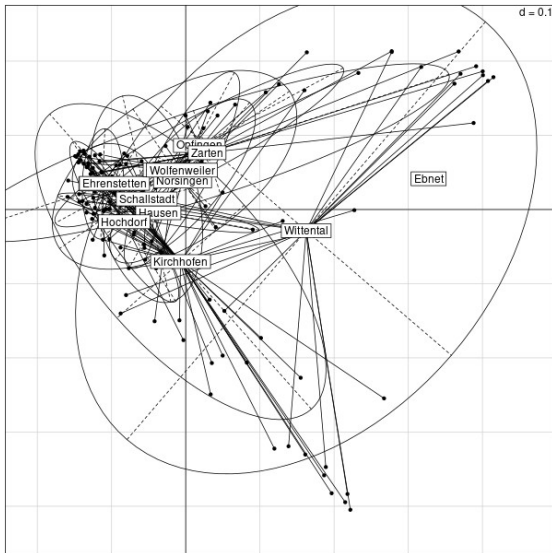 d = 0.1
Opfingen
Zarten
Wolfenweiler
Norsingen
Ebnet
Ehrenstetten
Schallstadt
Hausen
Hochdorf
Wittental
Kirchhofen